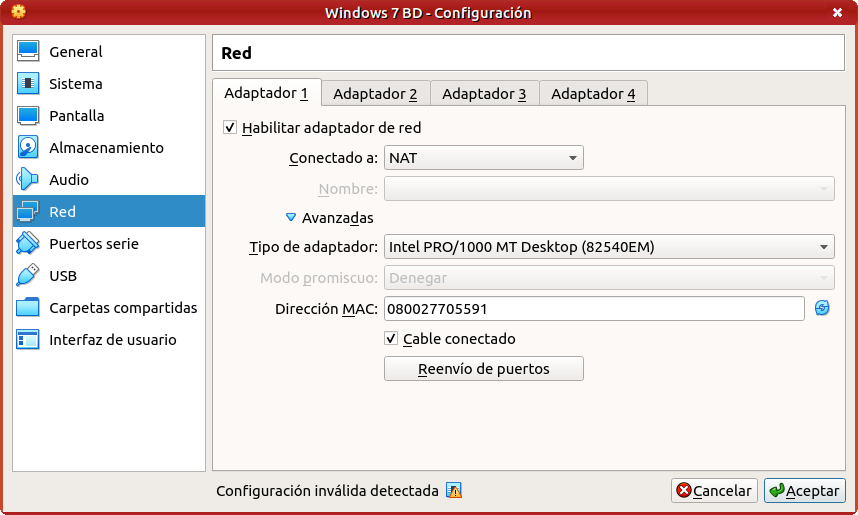 Windows 7 BD - Configuración
General
Sistema
Pantalla
Almacenamiento
Audio
Red
Puertos serie
USB
Carpetas compartidas
Interfaz de usuario
Red
Adaptador 1 Adaptador 2 Adaptador 3 Adaptador 4
Habilitar adaptador de red
Conectado a: NAT
Nombre:
Avanzadas
Tipo de adaptador: Intel PRO/1000 MT Desktop (82540EM)
Modo promiscuo: Denegar
Dirección MAC: 080027705591
Cable conectado
Reenvío de puertos
Configuración inválida detectada Cancelar Aceptar